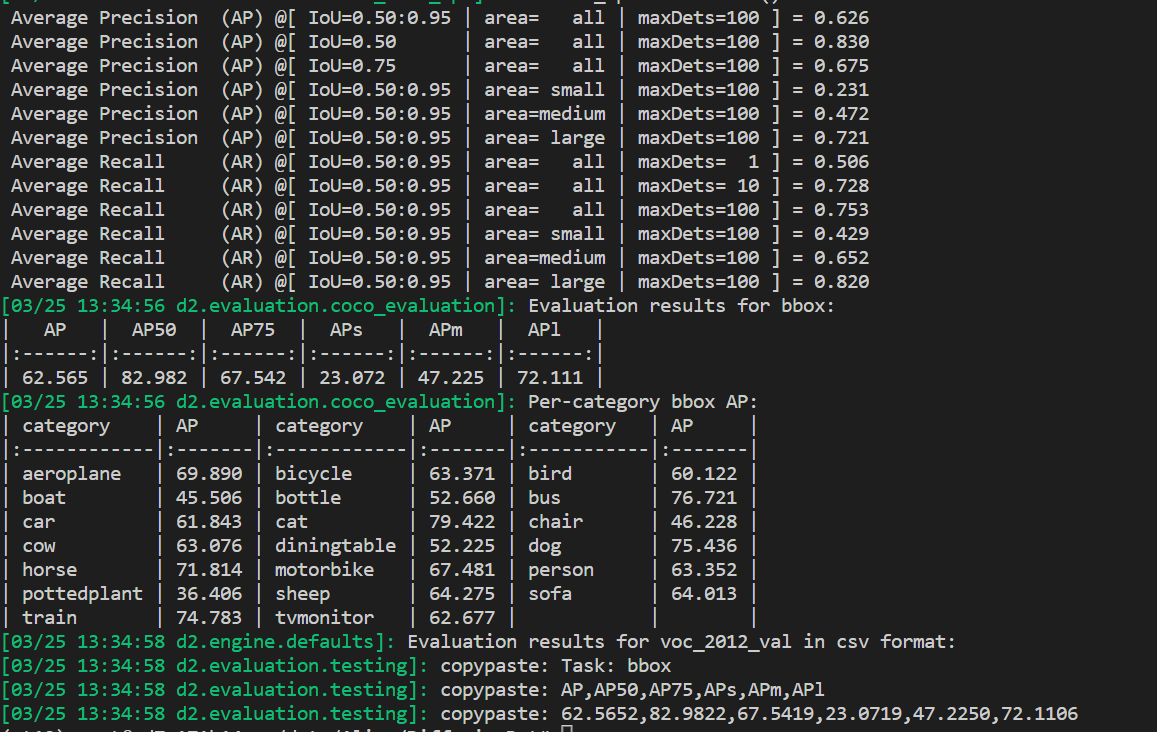 Average Precision  (AP) @[ IoU=0.50:0.95 | area=   all | maxDets=100 ] = 0.626
Average Precision  (AP) @[ IoU=0.50      | area=   all | maxDets=100 ] = 0.830
Average Precision  (AP) @[ IoU=0.75      | area=   all | maxDets=100 ] = 0.675
Average Precision  (AP) @[ IoU=0.50:0.95 | area= small | maxDets=100 ] = 0.231
Average Precision  (AP) @[ IoU=0.50:0.95 | area=medium | maxDets=100 ] = 0.472
Average Precision  (AP) @[ IoU=0.50:0.95 | area= large | maxDets=100 ] = 0.721
Average Recall     (AR) @[ IoU=0.50:0.95 | area=   all | maxDets=  1 ] = 0.506
Average Recall     (AR) @[ IoU=0.50:0.95 | area=   all | maxDets= 10 ] = 0.728
Average Recall     (AR) @[ IoU=0.50:0.95 | area=   all | maxDets=100 ] = 0.753
Average Recall     (AR) @[ IoU=0.50:0.95 | area= small | maxDets=100 ] = 0.429
Average Recall     (AR) @[ IoU=0.50:0.95 | area=medium | maxDets=100 ] = 0.652
Average Recall     (AR) @[ IoU=0.50:0.95 | area= large | maxDets=100 ] = 0.820
[03/25 13:34:56 d2.evaluation.coco_evaluation]: Evaluation results for bbox:
|   AP   |  AP50  |  AP75  |  APs   |  APm   |  APl   |
|:------:|:------:|:------:|:------:|:------:|:------:|
| 62.565 | 82.982 | 67.542 | 23.072 | 47.225 | 72.111 |
[03/25 13:34:56 d2.evaluation.coco_evaluation]: Per-category bbox AP:
| category    | AP     | category    | AP     | category   | AP     |
|:------------|:-------|:------------|:-------|:-----------|:-------|
| aeroplane   | 69.890 | bicycle     | 63.371 | bird       | 60.122 |
| boat        | 45.506 | bottle      | 52.660 | bus        | 76.721 |
| car         | 61.843 | cat         | 79.422 | chair      | 46.228 |
| cow         | 63.076 | diningtable | 52.225 | dog        | 75.436 |
| horse       | 71.814 | motorbike   | 67.481 | person     | 63.352 |
| pottedplant | 36.406 | sheep       | 64.275 | sofa       | 64.013 |
| train       | 74.783 | tvmonitor   | 62.677 |            |        |
[03/25 13:34:58 d2.engine.defaults]: Evaluation results for voc_2012_val in csv format:
[03/25 13:34:58 d2.evaluation.testing]: copypaste: Task: bbox
[03/25 13:34:58 d2.evaluation.testing]: copypaste: AP,AP50,AP75,APs,APm,APl
[03/25 13:34:58 d2.evaluation.testing]: copypaste: 62.5652,82.9822,67.5419,23.0719,47.2250,72.1106